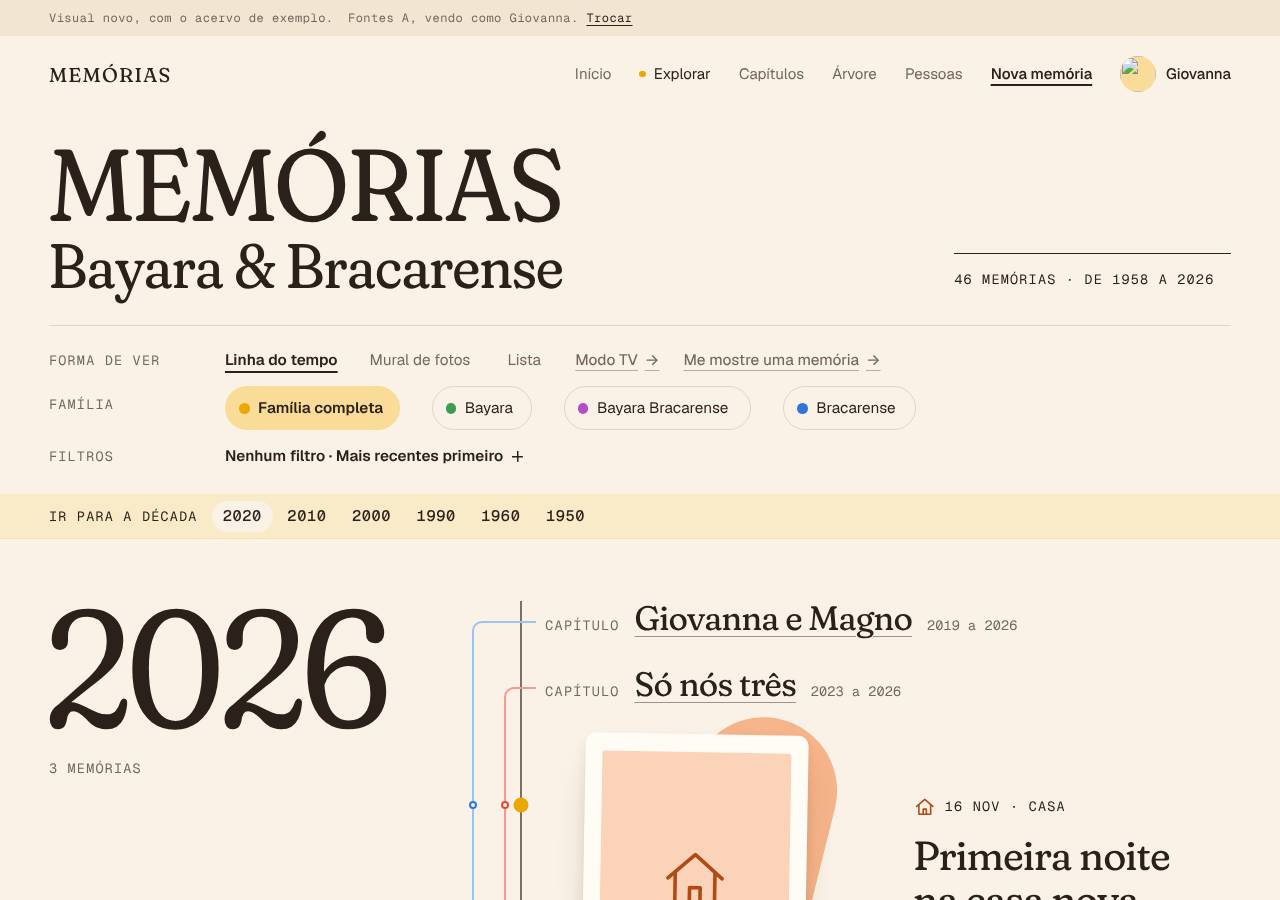 Visual novo, com o acervo de exemplo. Fontes A, vendo como Giovanna. Trocar
MEMÓRIAS
Início
Explorar
Capítulos
Árvore
Pessoas
Nova memória
Giovanna
MEMÓRIAS
Bayara & Bracarense
46 MEMÓRIAS · DE 1958 A 2026
FORMA DE VER
Linha do tempo
Mural de fotos
Lista
Modo TV →
Me mostre uma memória →
FAMÍLIA
Família completa
Bayara
Bayara Bracarense
Bracarense
FILTROS
Nenhum filtro · Mais recentes primeiro +
IR PARA A DÉCADA
2020
2010
2000
1990
1960
1950
2026
3 MEMÓRIAS
CAPÍTULO Giovanna e Magno 2019 a 2026
CAPÍTULO Só nós três 2023 a 2026
16 NOV · CASA
Primeira noite
na casa nova